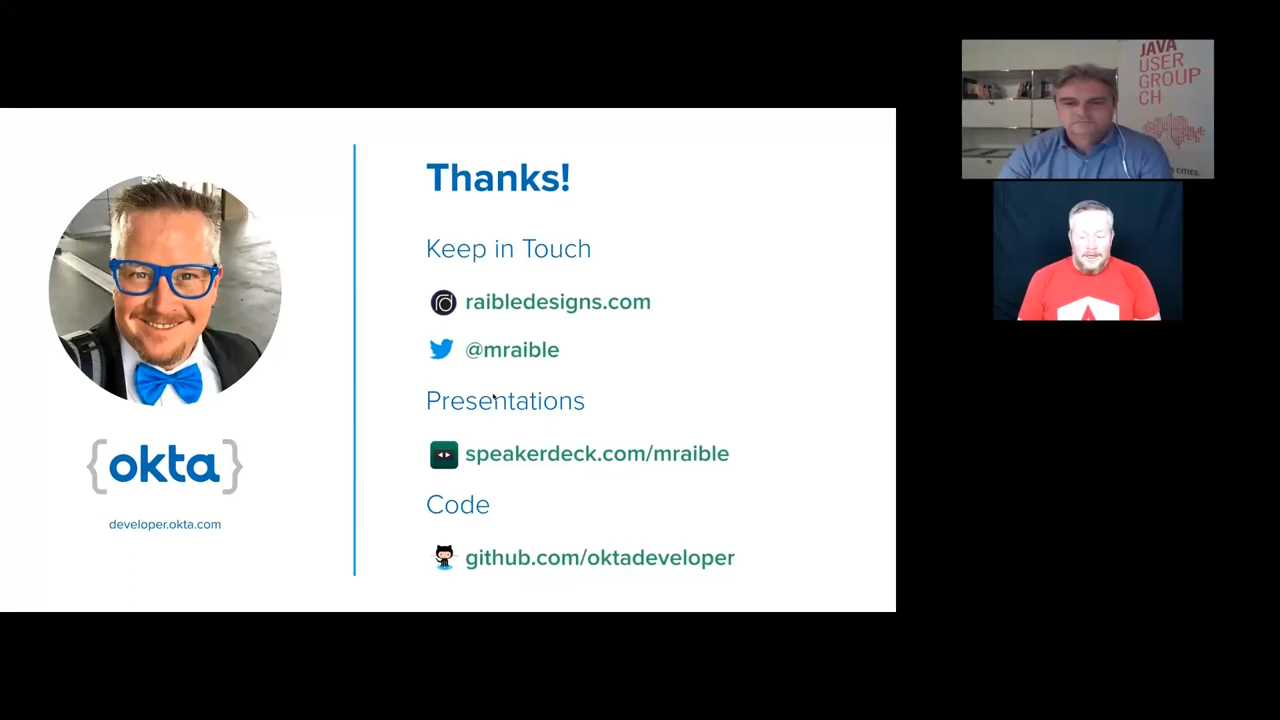 Thanks!
Keep in Touch
raibledesigns.com
@mraible
Presentations
speakerdeck.com/mraible
Code
github.com/oktadeveloper
{okta}
developer.okta.com
JAVA
USER
GROUP
CH
CITIES.